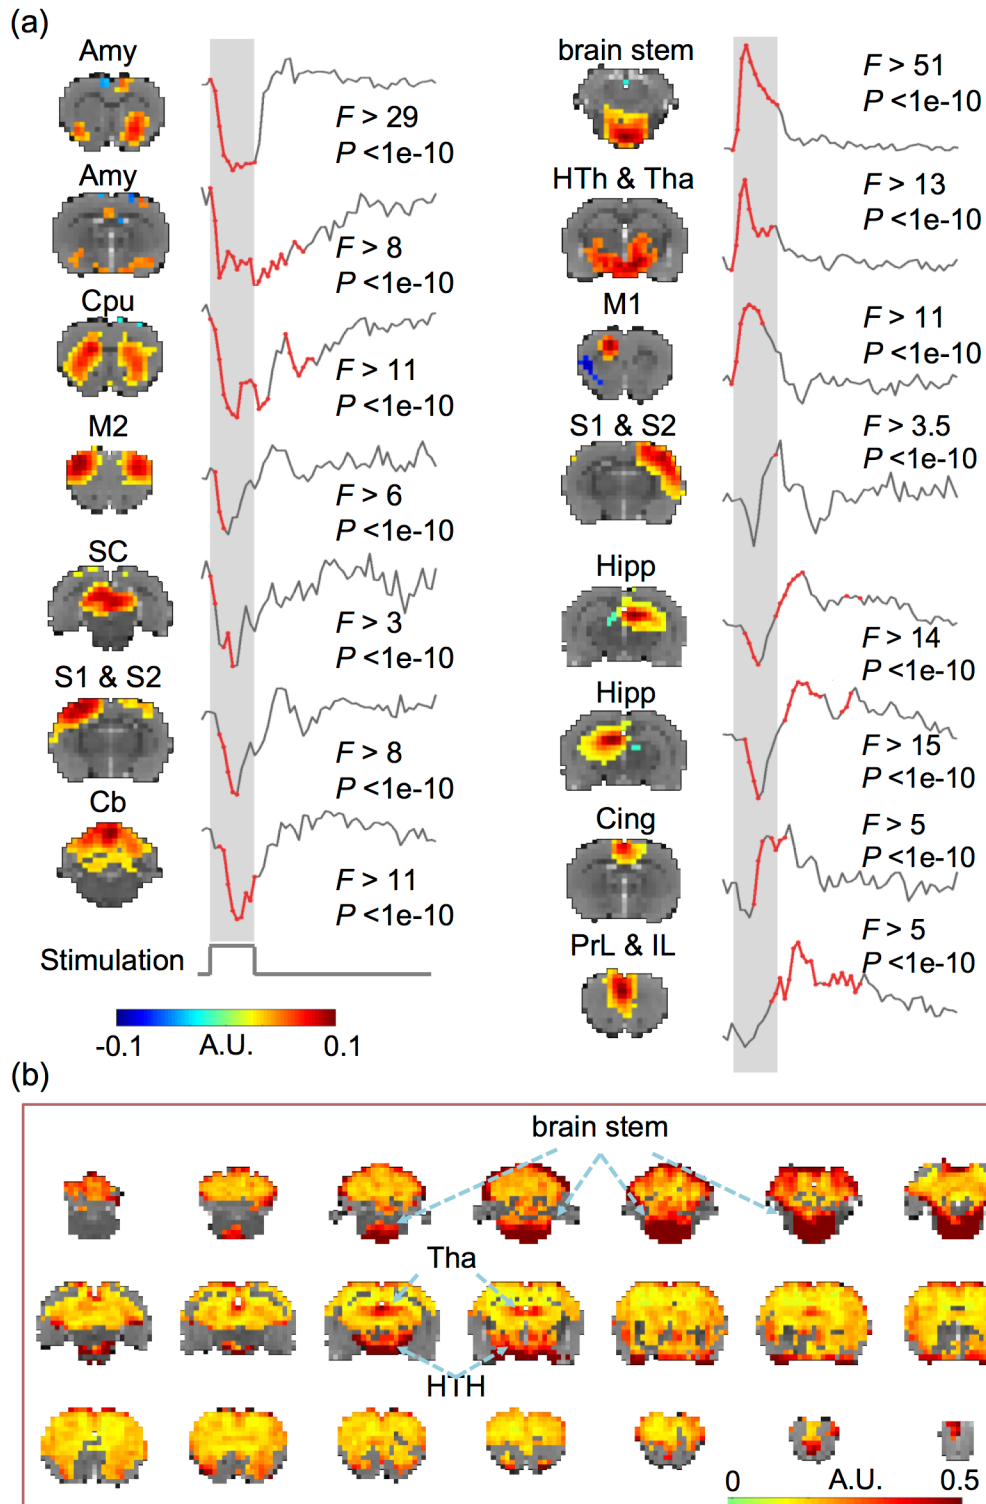 (a)
Amy
F > 29
P <1e-10
Amy
F > 8
P <1e-10
Cpu
F > 11
P <1e-10
M2
F > 6
P <1e-10
SC
F > 3
P <1e-10
S1 & S2
F > 8
P <1e-10
Cb
F > 11
P <1e-10
Stimulation
-0.1 A.U. 0.1
brain stem
F > 51
P <1e-10
HTh & Tha
F > 13
P <1e-10
M1
F > 11
P <1e-10
S1 & S2
F > 3.5
P <1e-10
Hipp
F > 14
P <1e-10
Hipp
F > 15
P <1e-10
Cing
F > 5
P <1e-10
PrL & IL
F > 5
P <1e-10
(b)
brain stem
Tha
HTH
0 A.U. 0.5